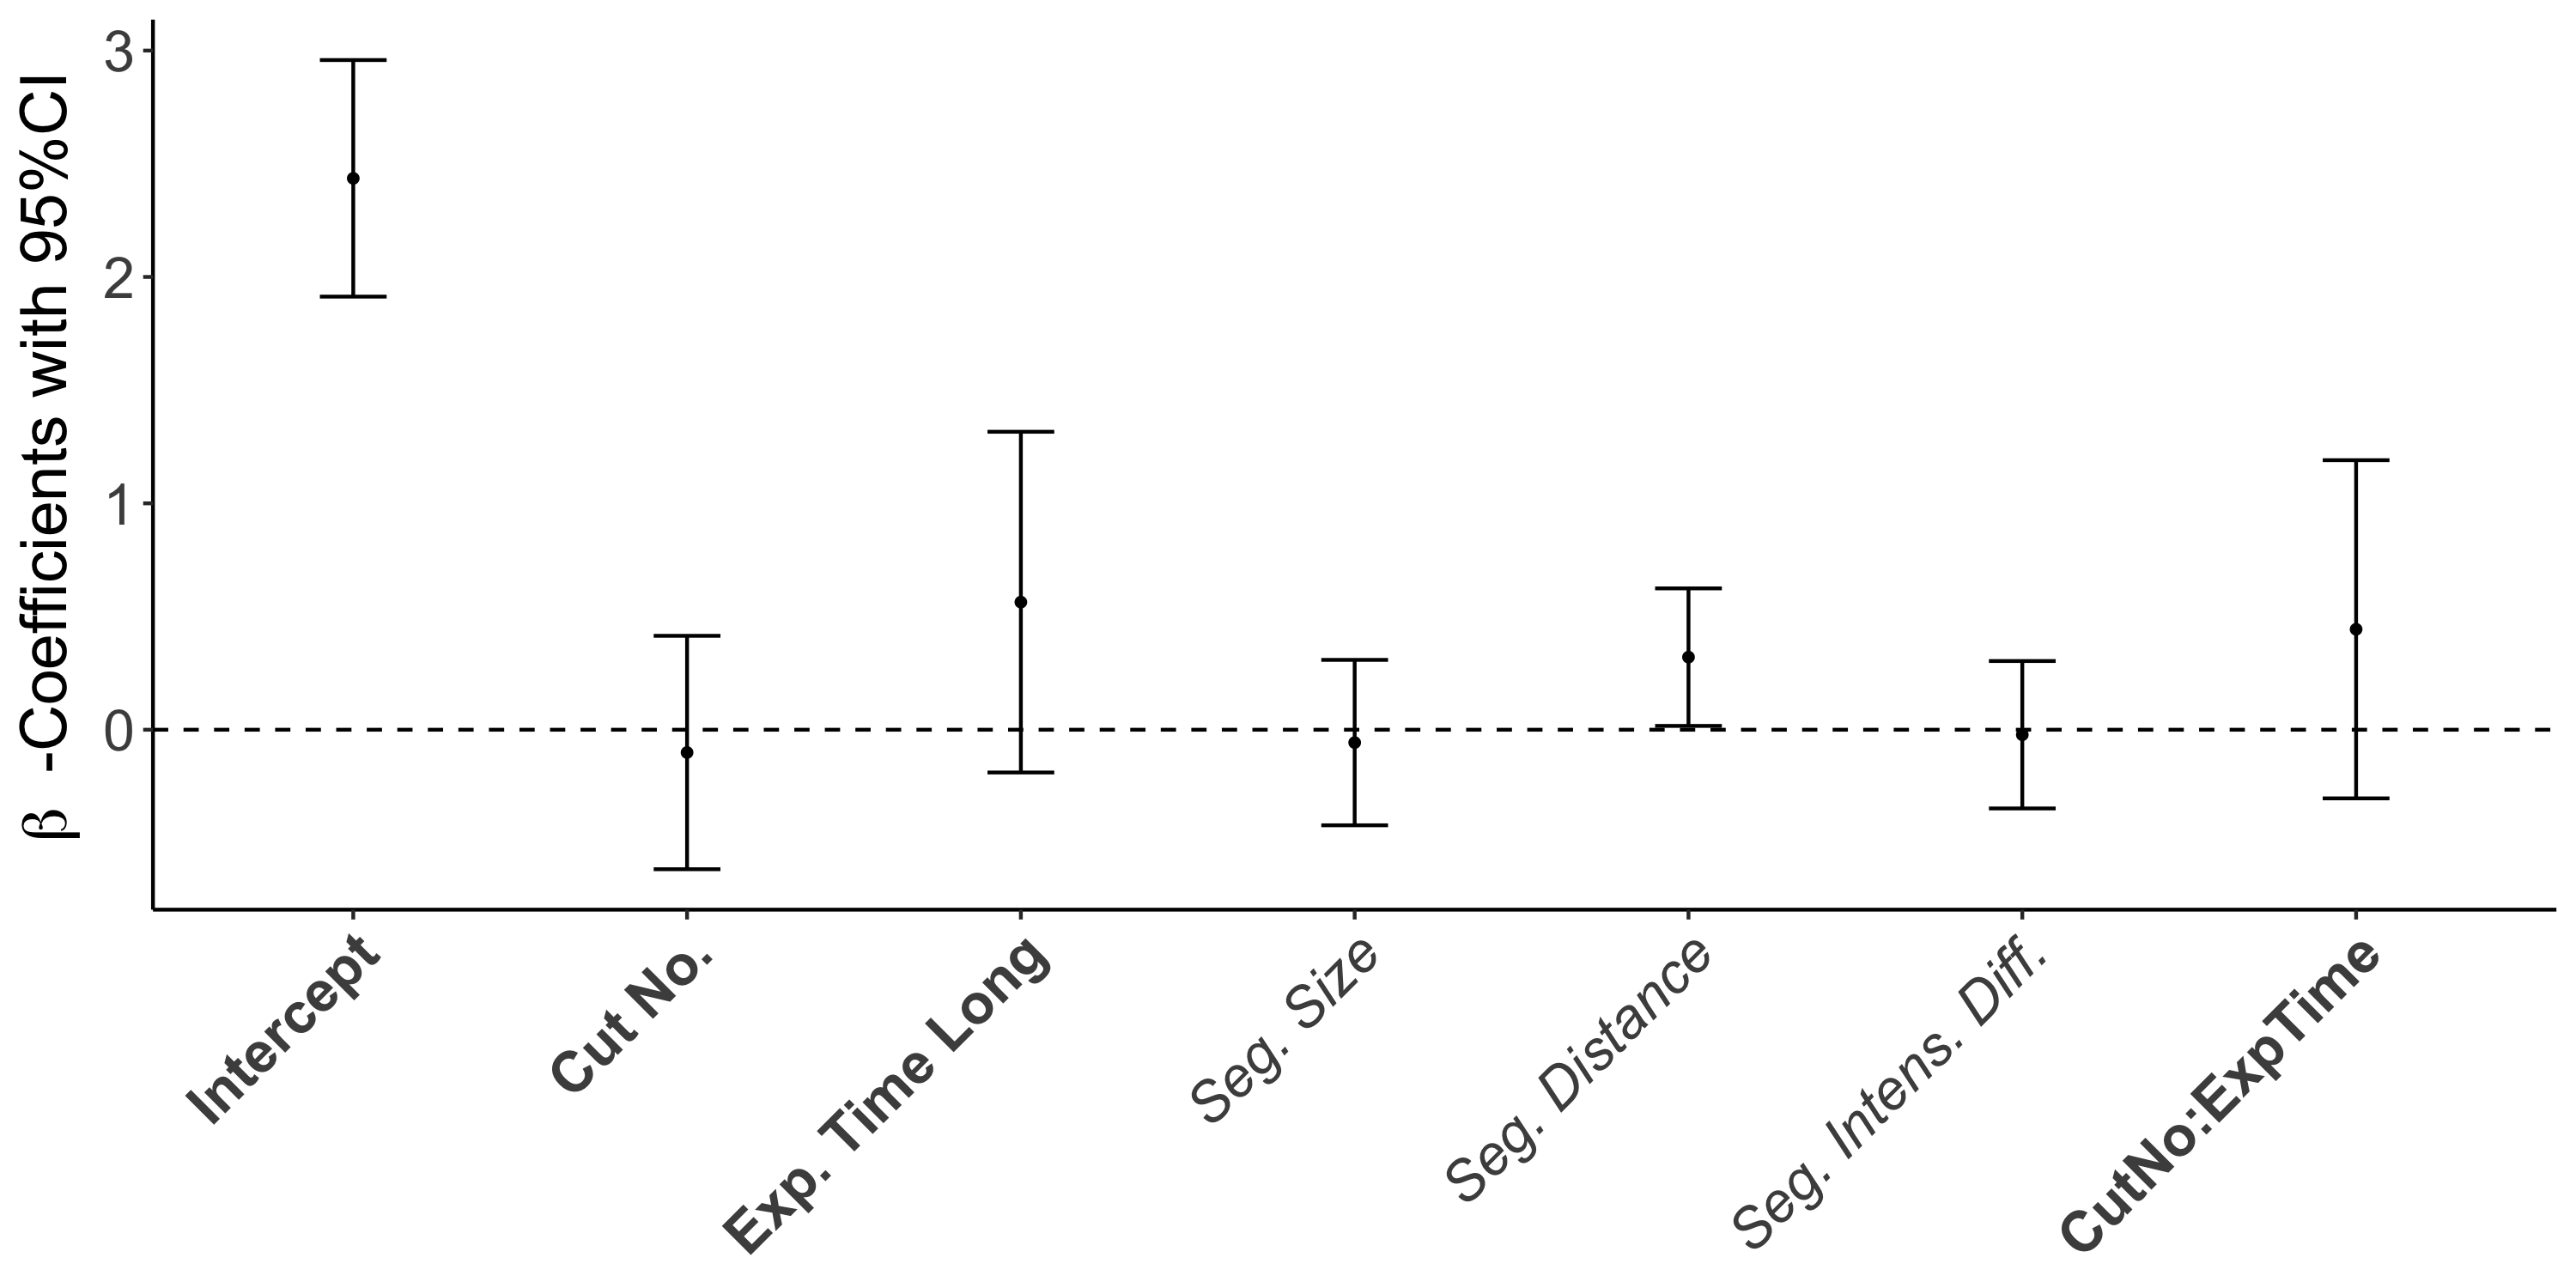 β -Coefficients with 95%CI
3
2
1
0
Intercept
Cut No.
Exp. Time Long
Seg. Size
Seg. Distance
Seg. Intens. Diff.
CutNo:ExpTime